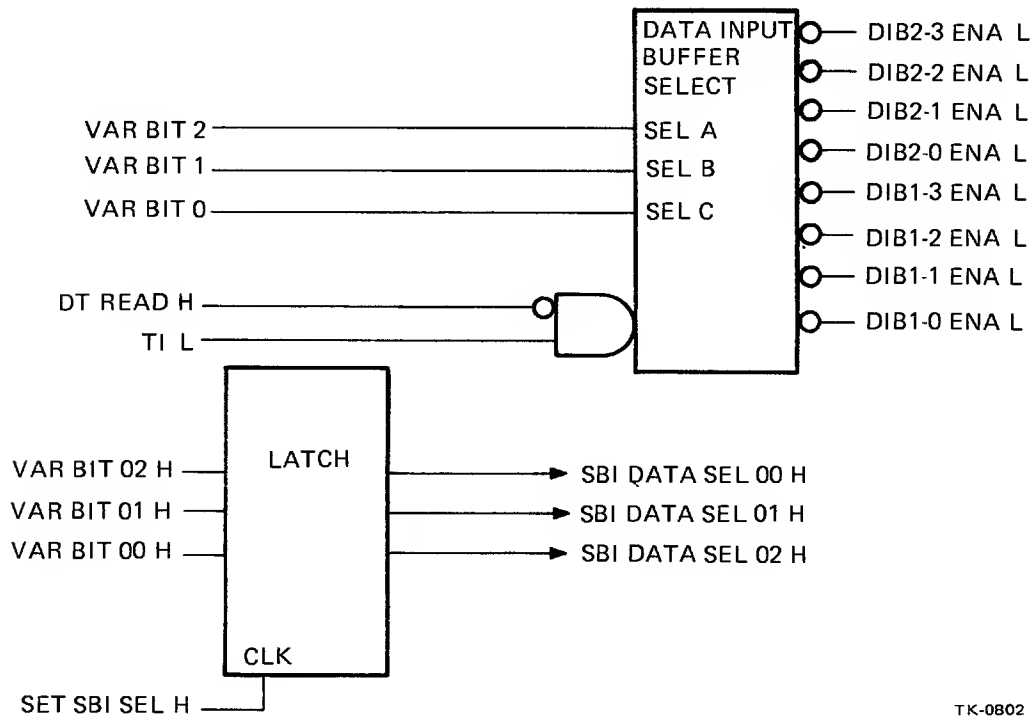 DATA INPUT
BUFFER
SELECT
DIB2-3 ENA L
DIB2-2 ENA L
DIB2-1 ENA L
DIB2-0 ENA L
DIB1-3 ENA L
DIB1-2 ENA L
DIB1-1 ENA L
DIB1-0 ENA L
VAR BIT 2
SEL A
VAR BIT 1
SEL B
VAR BIT 0
SEL C
DT READ H
TI L
LATCH
VAR BIT 02 H
SBI DATA SEL 00 H
VAR BIT 01 H
SBI DATA SEL 01 H
VAR BIT 00 H
SBI DATA SEL 02 H
CLK
SET SBI SEL H
TK-0802